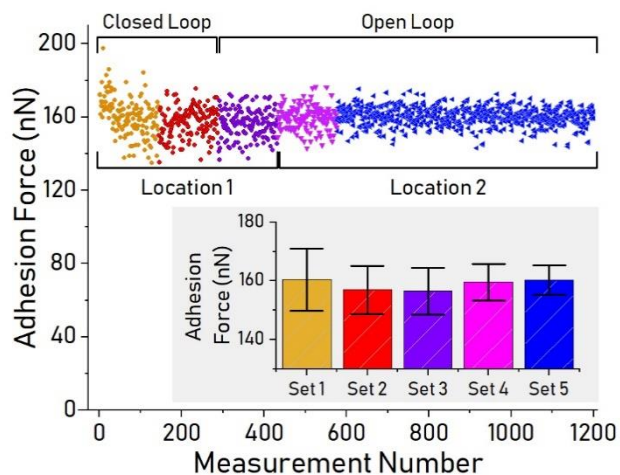 Closed Loop Open Loop
200
160
120
80
40
0
Adhesion Force (nN)
Location 1 Location 2
180
160
140
Adhesion
Force (nN)
Set 1 Set 2 Set 3 Set 4 Set 5
0 200 400 600 800 1000 1200
Measurement Number